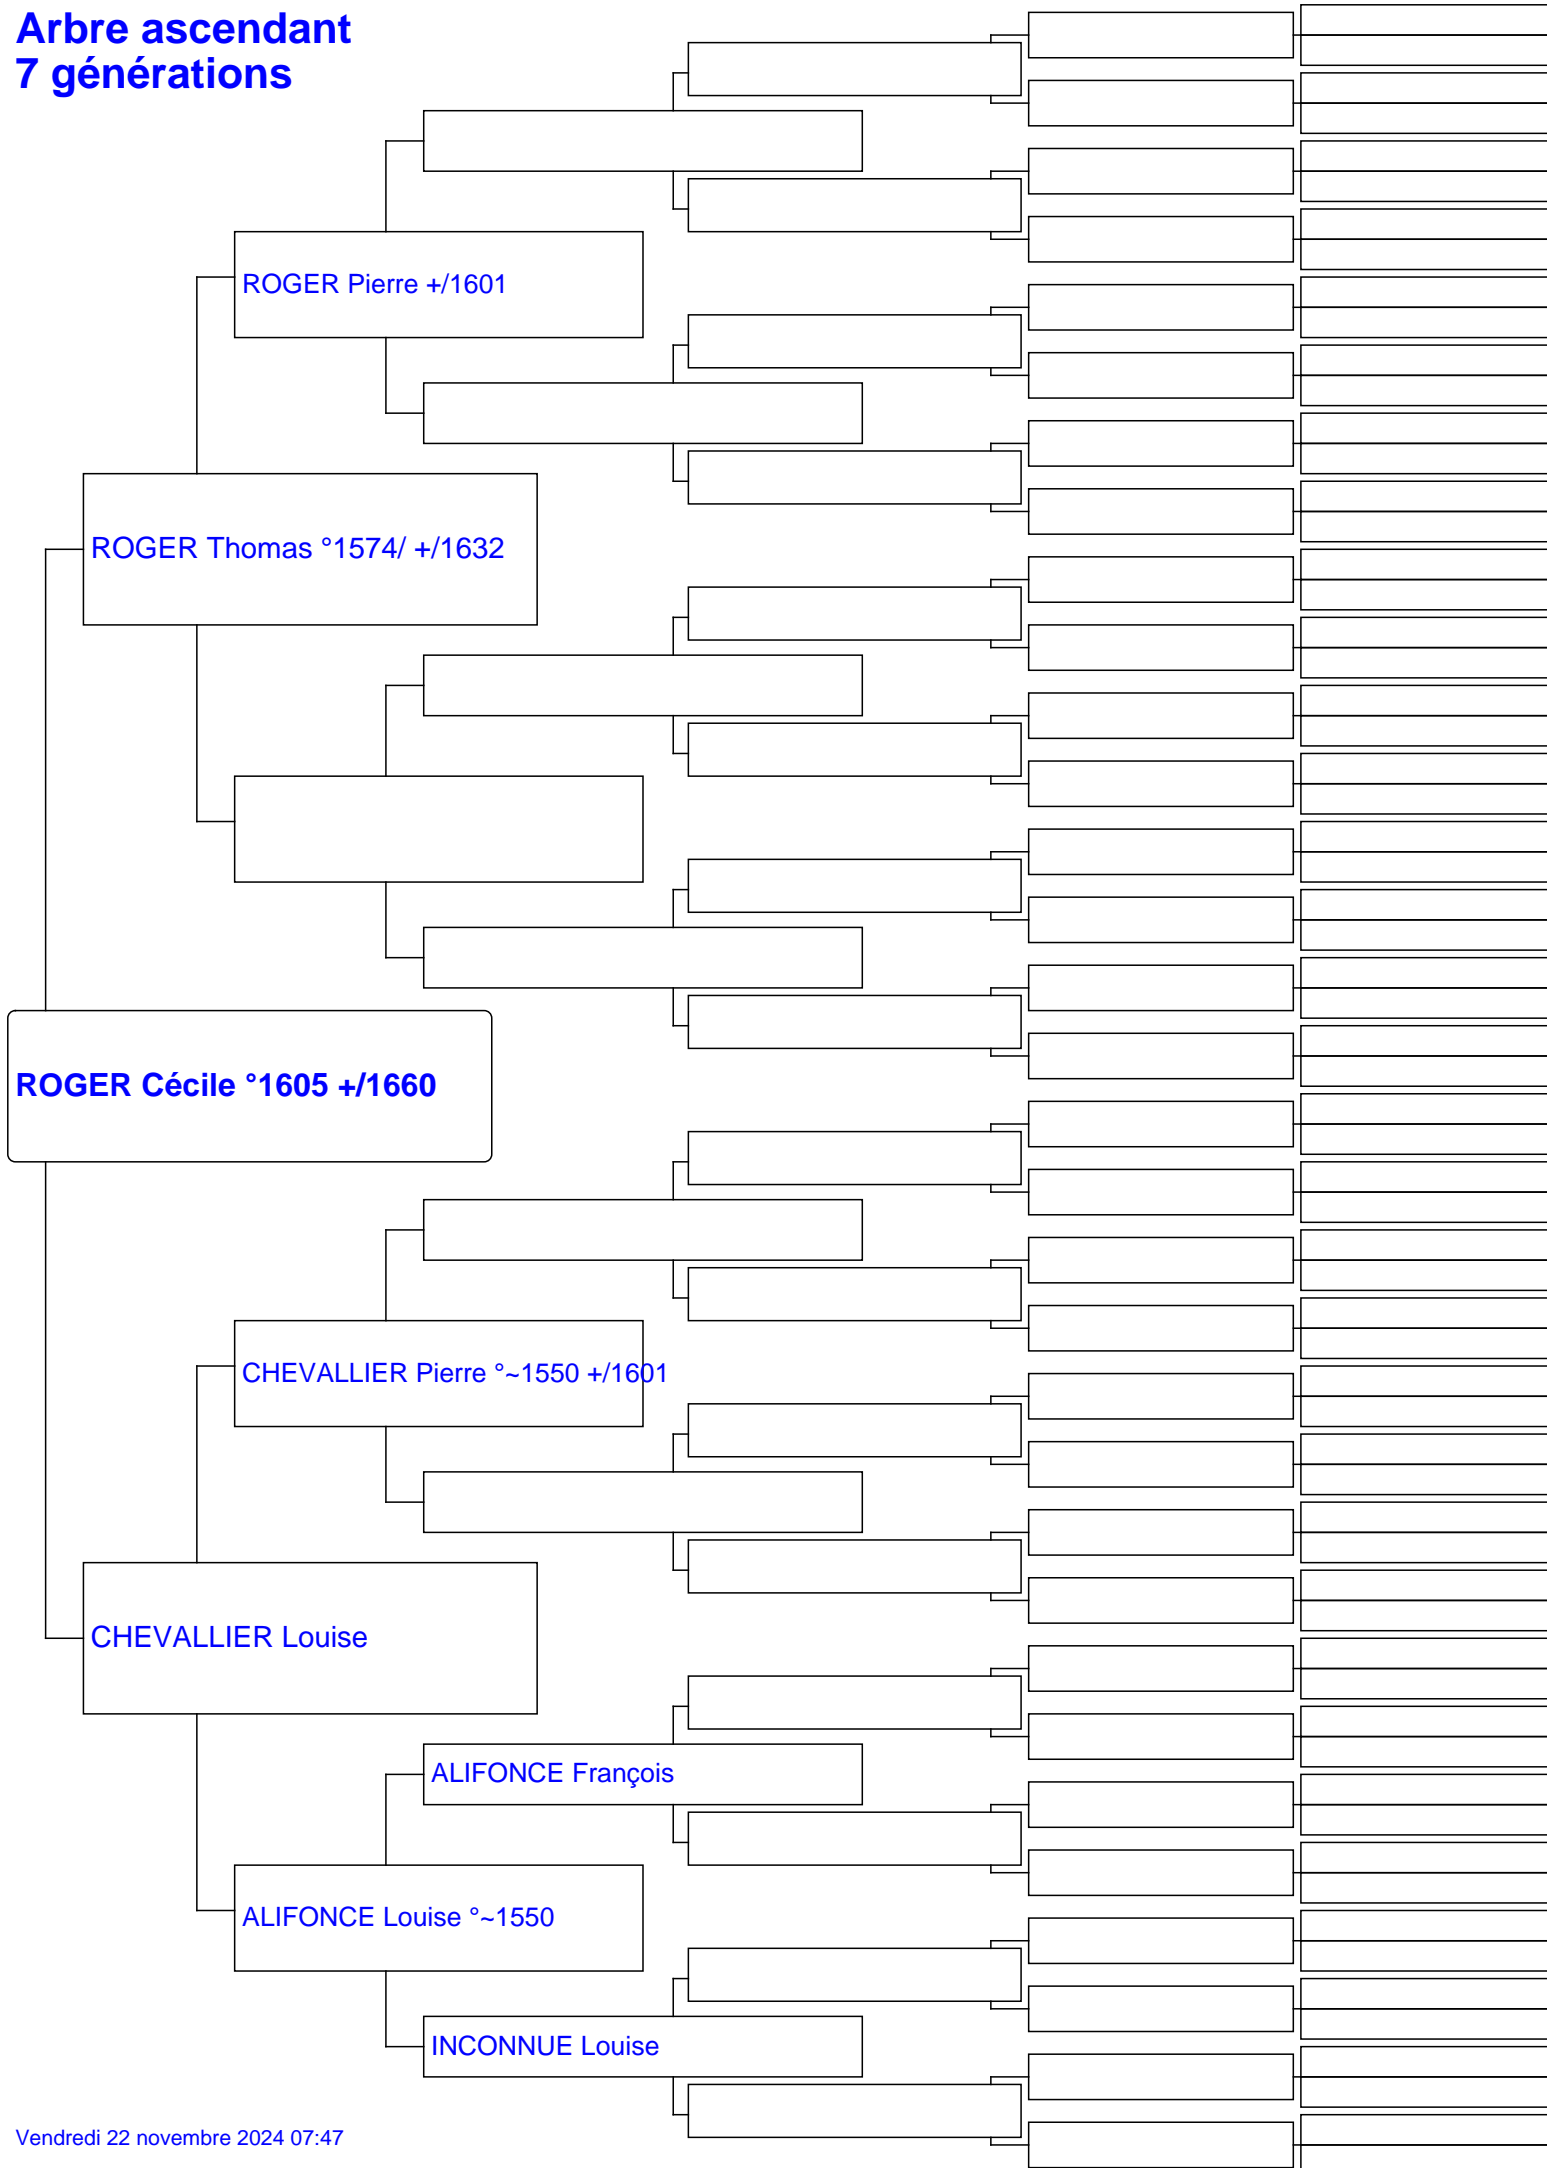 Arbre ascendant
7 générations
ROGER Pierre +/1601
ROGER Thomas °1574/ +/1632
ROGER Cécile °1605 +/1660
CHEVALLIER Pierre °~1550 +/1601
CHEVALLIER Louise
ALIFONCE François
ALIFONCE Louise °~1550
INCONNUE Louise
Vendredi 22 novembre 2024 07:47